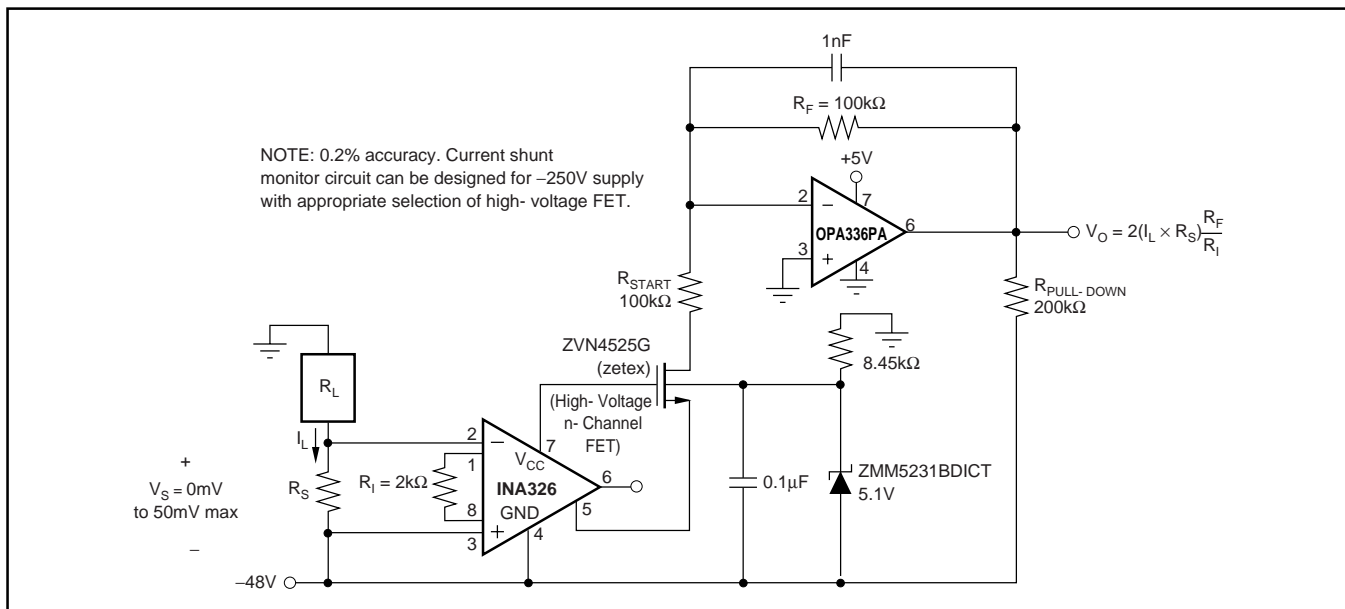 1nF
R_F = 100kΩ
NOTE: 0.2% accuracy. Current shunt
monitor circuit can be designed for –250V supply
with appropriate selection of high- voltage FET.
+5V
2
–
7
6
OPA336PA
3
+
4
V_O = 2(I_L × R_S) R_F
R_I
R_START
100kΩ
R_PULL- DOWN
200kΩ
ZVN4525G
(zetex)
8.45kΩ
R_L
(High- Voltage
n- Channel
FET)
I_L
2
–
7
V_CC
1
+
V_S = 0mV
to 50mV max
–
R_S
R_I = 2kΩ
INA326
6
5
8
GND
3
+
4
0.1µF
ZMM5231BDICT
5.1V
–48V